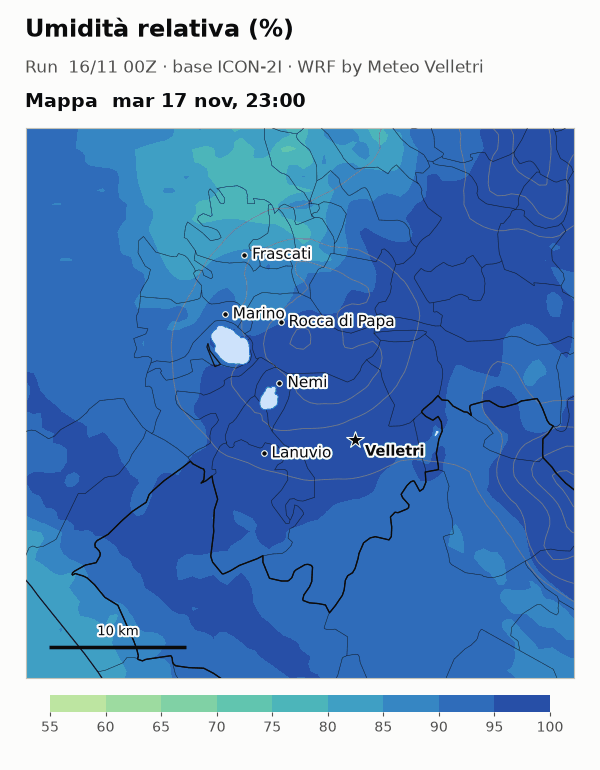 Umidità relativa (%)
Run  16/11 00Z · base ICON-2I · WRF by Meteo Velletri
Mappa  mar 17 nov, 23:00
Frascati
Marino
Rocca di Papa
Nemi
Velletri
Lanuvio
10 km
55 60 65 70 75 80 85 90 95 100